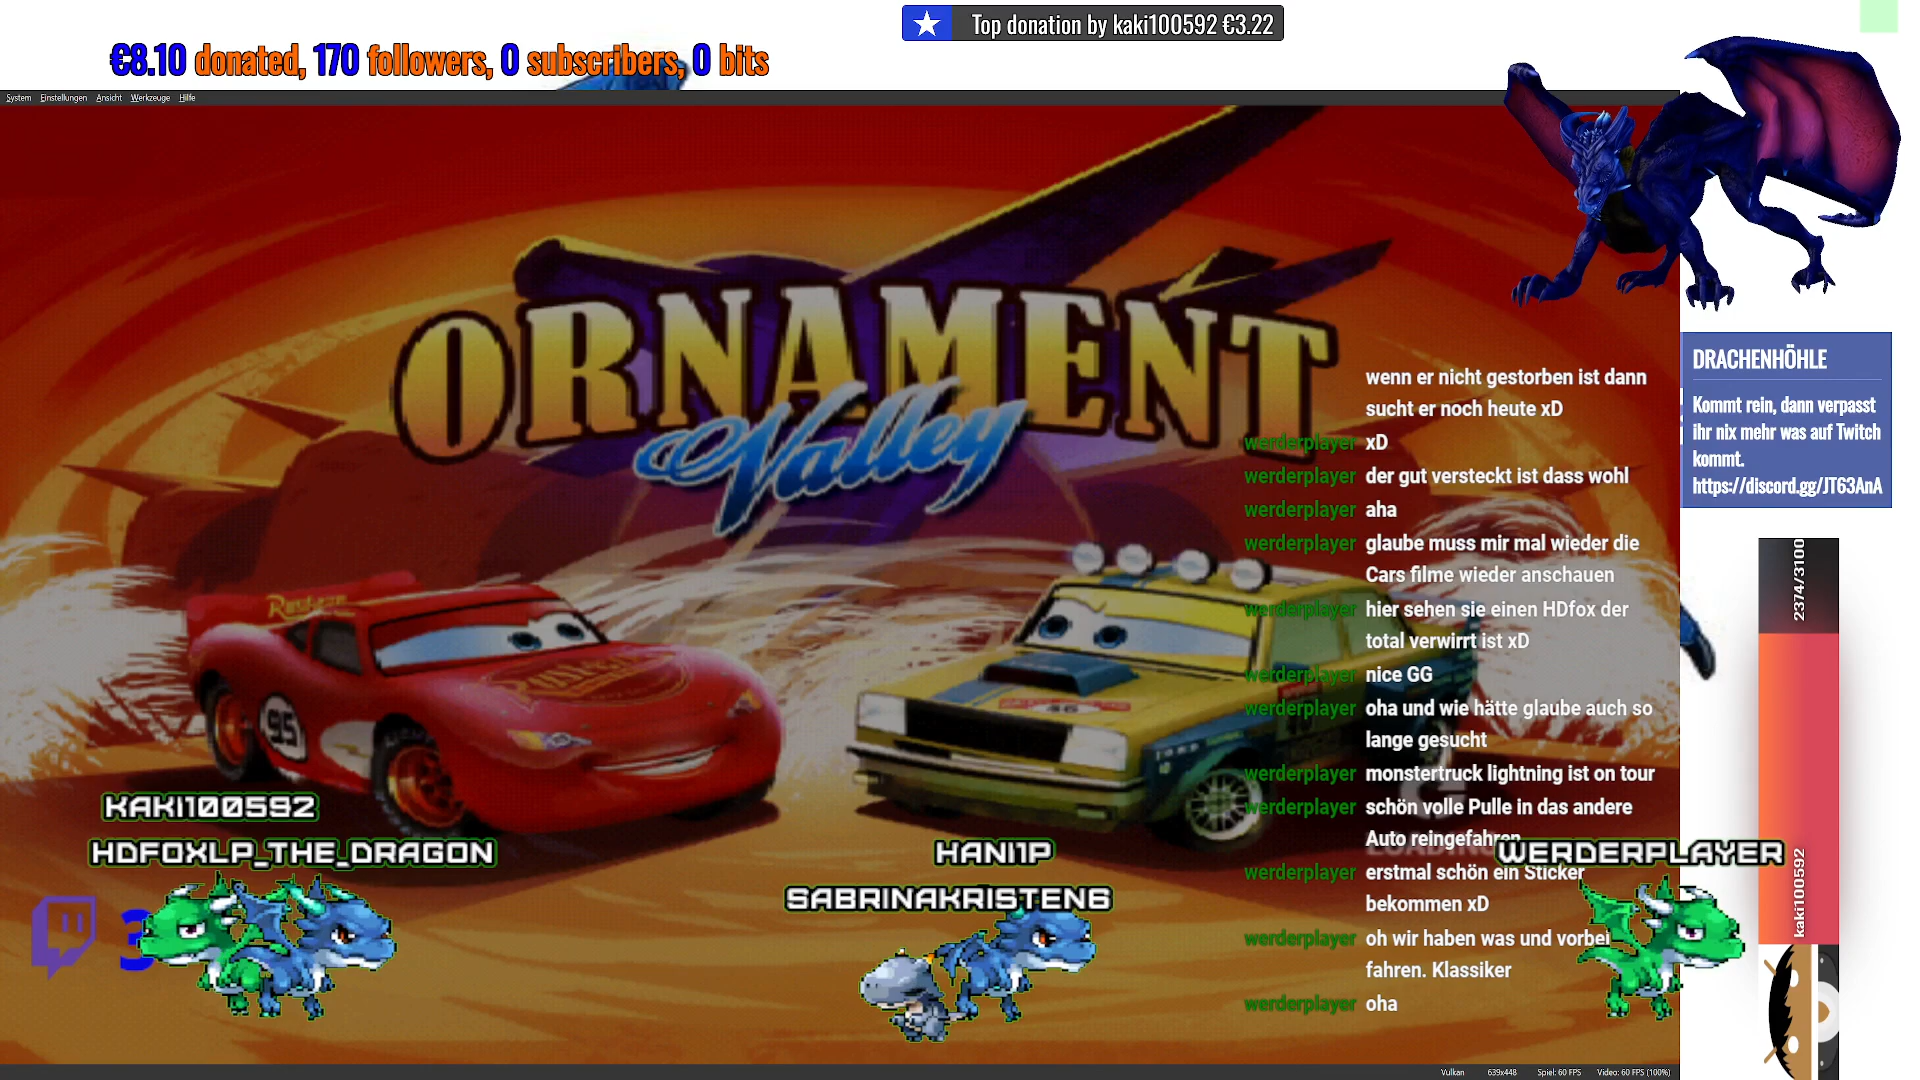 Top donation by kaki100592 €3.22
€8.10 donated, 170 followers, 0 subscribers, 0 bits
System Einstellungen Ansicht Werkzeuge Hilfe
ORNAMENT
Valley
DRACHENHÖHLE
Kommt rein, dann verpasst
ihr nix mehr was auf Twitch
kommt.
https://discord.gg/JT63AnA
wenn er nicht gestorben ist dann
sucht er noch heute xD
werderplayer xD
werderplayer der gut versteckt ist dass wohl
werderplayer aha
werderplayer glaube muss mir mal wieder die
Cars filme wieder anschauen
werderplayer hier sehen sie einen HDfox der
total verwirrt ist xD
werderplayer nice GG
werderplayer oha und wie hätte glaube auch so
lange gesucht
werderplayer monstertruck lightning ist on tour
werderplayer schön volle Pulle in das andere
Auto reingefahren
werderplayer erstmal schön ein Sticker
bekommen xD
werderplayer oh wir haben was und vorbei
fahren. Klassiker
werderplayer oha
2374/3100
kaki100592
Rust-eze
95
46
LOADING
KAKI100592
HDFOXLP_THE_DRAGON
HANI1P
SABRINAKRISTEN6
WERDERPLAYER
3
Vulkan 639x448 Spiel: 60 FPS Video: 60 FPS (100%)